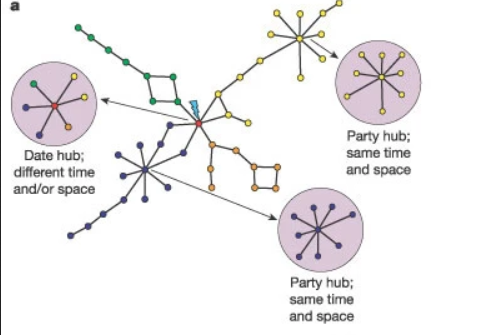 a
Party hub;
same time
and space
Date hub;
different time
and/or space
Party hub;
same time
and space